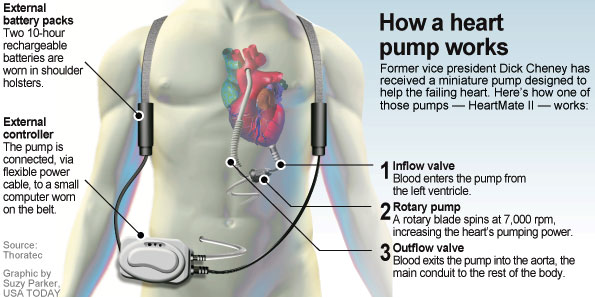 External
battery packs
Two 10-hour
rechargeable
batteries are
worn in shoulder
holsters.
External
controller
The pump is
connected, via
flexible power
cable, to a small
computer worn
on the belt.
Source:
Thoratec
Graphic by
Suzy Parker,
USA TODAY
How a heart
pump works
Former vice president Dick Cheney has
received a miniature pump designed to
help the failing heart. Here's how one of
those pumps — HeartMate II — works:
1 Inflow valve
Blood enters the pump from
the left ventricle.
2 Rotary pump
A rotary blade spins at 7,000 rpm,
increasing the heart's pumping power.
3 Outflow valve
Blood exits the pump into the aorta, the
main conduit to the rest of the body.